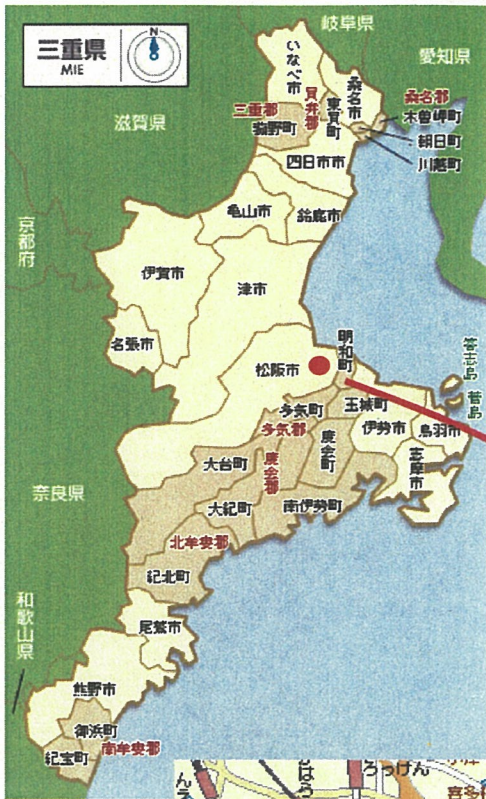 三重県
MIE
N
岐阜県
愛知県
滋賀県
京都府
奈良県
和歌山県
いなべ市
桑名市
員弁郡
東員町
桑名郡
木曽岬町
三重郡
菰野町
朝日町
川越町
四日市市
亀山市
鈴鹿市
伊賀市
津市
名張市
松阪市
明和町
答志島
菅島
多気町
玉城町
多気郡
伊勢市
鳥羽市
度会町
度会郡
志摩市
大台町
大紀町
南伊勢町
北牟婁郡
紀北町
尾鷲市
熊野市
御浜町
南牟婁郡
紀宝町
ろっけん
喜多